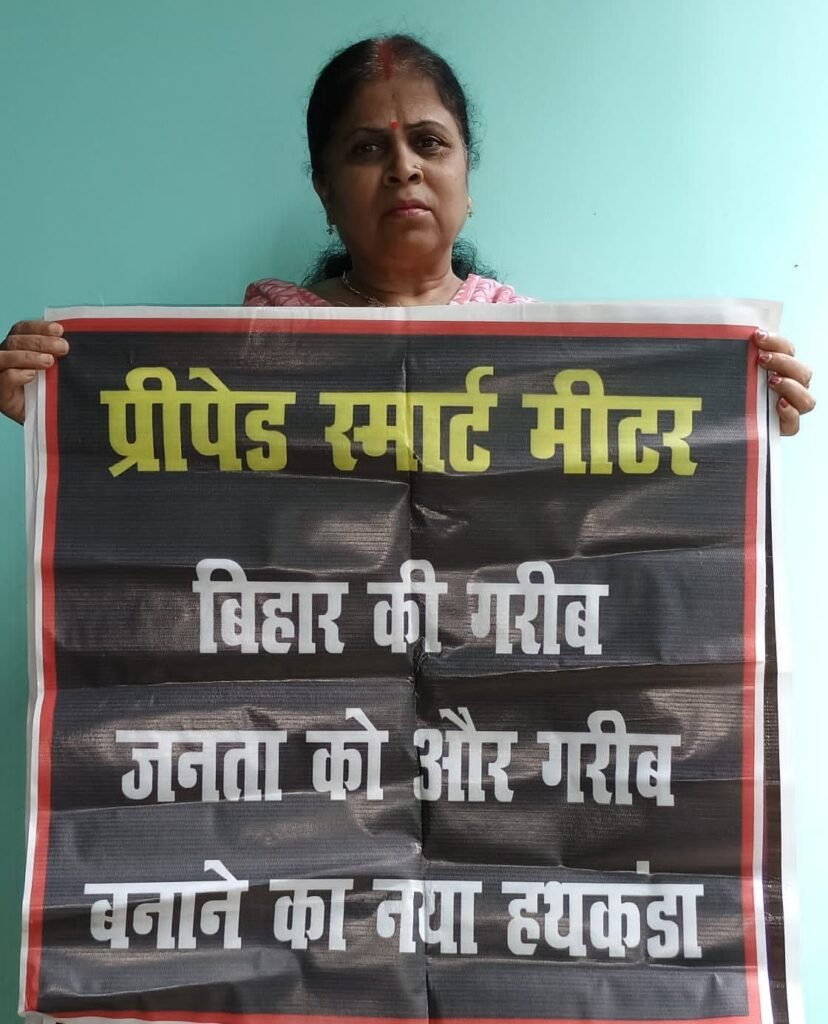 प्रीपेड स्मार्ट मीटर
बिहार की गरीब
जनता को और गरीब
बनाने का नया हथकंडा